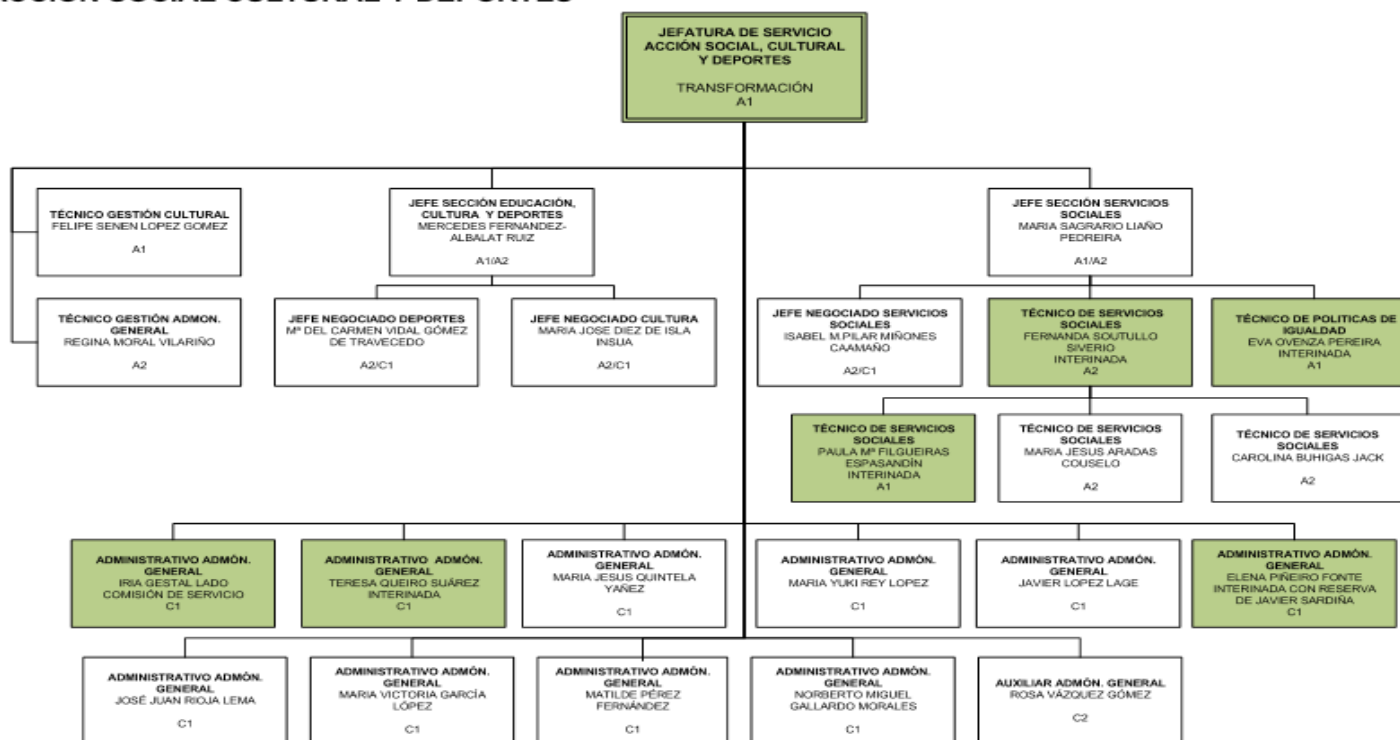 JEFATURA DE SERVICIO
ACCIÓN SOCIAL, CULTURAL
Y DEPORTES
TRANSFORMACIÓN
A1
TÉCNICO GESTIÓN CULTURAL
FELIPE SENEN LOPEZ GOMEZ
A1
JEFE SECCIÓN EDUCACIÓN,
CULTURA Y DEPORTES
MERCEDES FERNANDEZ-
ALBALAT RUIZ
A1/A2
JEFE SECCIÓN SERVICIOS
SOCIALES
MARIA SAGRARIO LIAÑO
PEDREIRA
A1/A2
TÉCNICO GESTIÓN ADMON.
GENERAL
REGINA MORAL VILARIÑO
A2
JEFE NEGOCIADO DEPORTES
Mª DEL CARMEN VIDAL GÓMEZ
DE TRAVECEDO
A2/C1
JEFE NEGOCIADO CULTURA
MARIA JOSE DIEZ DE ISLA
INSUA
A2/C1
JEFE NEGOCIADO SERVICIOS
SOCIALES
ISABEL M.PILAR MIÑONES
CAAMAÑO
A2/C1
TÉCNICO DE SERVICIOS
SOCIALES
FERNANDA SOUTULLO
SIVERIO
INTERINADA
A2
TÉCNICO DE POLITICAS DE
IGUALDAD
EVA OVENZA PEREIRA
INTERINADA
A1
TÉCNICO DE SERVICIOS
SOCIALES
PAULA Mª FILGUEIRAS
ESPASANDÍN
INTERINADA
A1
TÉCNICO DE SERVICIOS
SOCIALES
MARIA JESUS ARADAS
COUSELO
A2
TÉCNICO DE SERVICIOS
SOCIALES
CAROLINA BUHIGAS JACK
A2
ADMINISTRATIVO ADMÓN.
GENERAL
IRIA GESTAL LADO
COMISIÓN DE SERVICIO
C1
ADMINISTRATIVO ADMÓN.
GENERAL
TERESA QUEIRO SUÁREZ
INTERINADA
C1
ADMINISTRATIVO ADMÓN.
GENERAL
MARIA JESUS QUINTELA
YAÑEZ
C1
ADMINISTRATIVO ADMÓN.
GENERAL
MARIA YUKI REY LOPEZ
C1
ADMINISTRATIVO ADMÓN.
GENERAL
JAVIER LOPEZ LAGE
C1
ADMINISTRATIVO ADMÓN.
GENERAL
ELENA PIÑEIRO FONTE
INTERINADA CON RESERVA
DE JAVIER SARDIÑA
C1
ADMINISTRATIVO ADMÓN.
GENERAL
JOSÉ JUAN RIOJA LEMA
C1
ADMINISTRATIVO ADMÓN.
GENERAL
MARIA VICTORIA GARCÍA
LÓPEZ
C1
ADMINISTRATIVO ADMÓN.
GENERAL
MATILDE PÉREZ
FERNÁNDEZ
C1
ADMINISTRATIVO ADMÓN.
GENERAL
NORBERTO MIGUEL
GALLARDO MORALES
C1
AUXILIAR ADMÓN. GENERAL
ROSA VÁZQUEZ GÓMEZ
C2